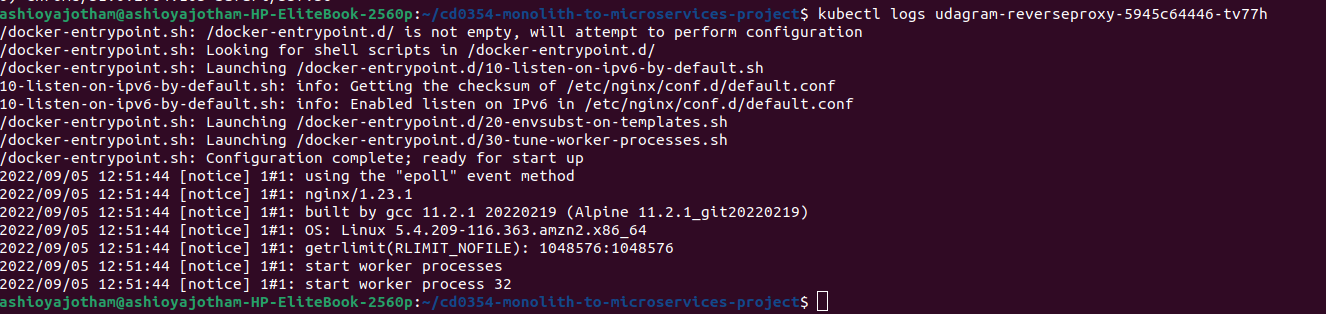 ashioyajotham@ashioyajotham-HP-EliteBook-2560p:~/cd0354-monolith-to-microservices-project$ kubectl logs udagram-reverseproxy-5945c64446-tv77h
/docker-entrypoint.sh: /docker-entrypoint.d/ is not empty, will attempt to perform configuration
/docker-entrypoint.sh: Looking for shell scripts in /docker-entrypoint.d/
/docker-entrypoint.sh: Launching /docker-entrypoint.d/10-listen-on-ipv6-by-default.sh
10-listen-on-ipv6-by-default.sh: info: Getting the checksum of /etc/nginx/conf.d/default.conf
10-listen-on-ipv6-by-default.sh: info: Enabled listen on IPv6 in /etc/nginx/conf.d/default.conf
/docker-entrypoint.sh: Launching /docker-entrypoint.d/20-envsubst-on-templates.sh
/docker-entrypoint.sh: Launching /docker-entrypoint.d/30-tune-worker-processes.sh
/docker-entrypoint.sh: Configuration complete; ready for start up
2022/09/05 12:51:44 [notice] 1#1: using the "epoll" event method
2022/09/05 12:51:44 [notice] 1#1: nginx/1.23.1
2022/09/05 12:51:44 [notice] 1#1: built by gcc 11.2.1 20220219 (Alpine 11.2.1_git20220219)
2022/09/05 12:51:44 [notice] 1#1: OS: Linux 5.4.209-116.363.amzn2.x86_64
2022/09/05 12:51:44 [notice] 1#1: getrlimit(RLIMIT_NOFILE): 1048576:1048576
2022/09/05 12:51:44 [notice] 1#1: start worker processes
2022/09/05 12:51:44 [notice] 1#1: start worker process 32
ashioyajotham@ashioyajotham-HP-EliteBook-2560p:~/cd0354-monolith-to-microservices-project$